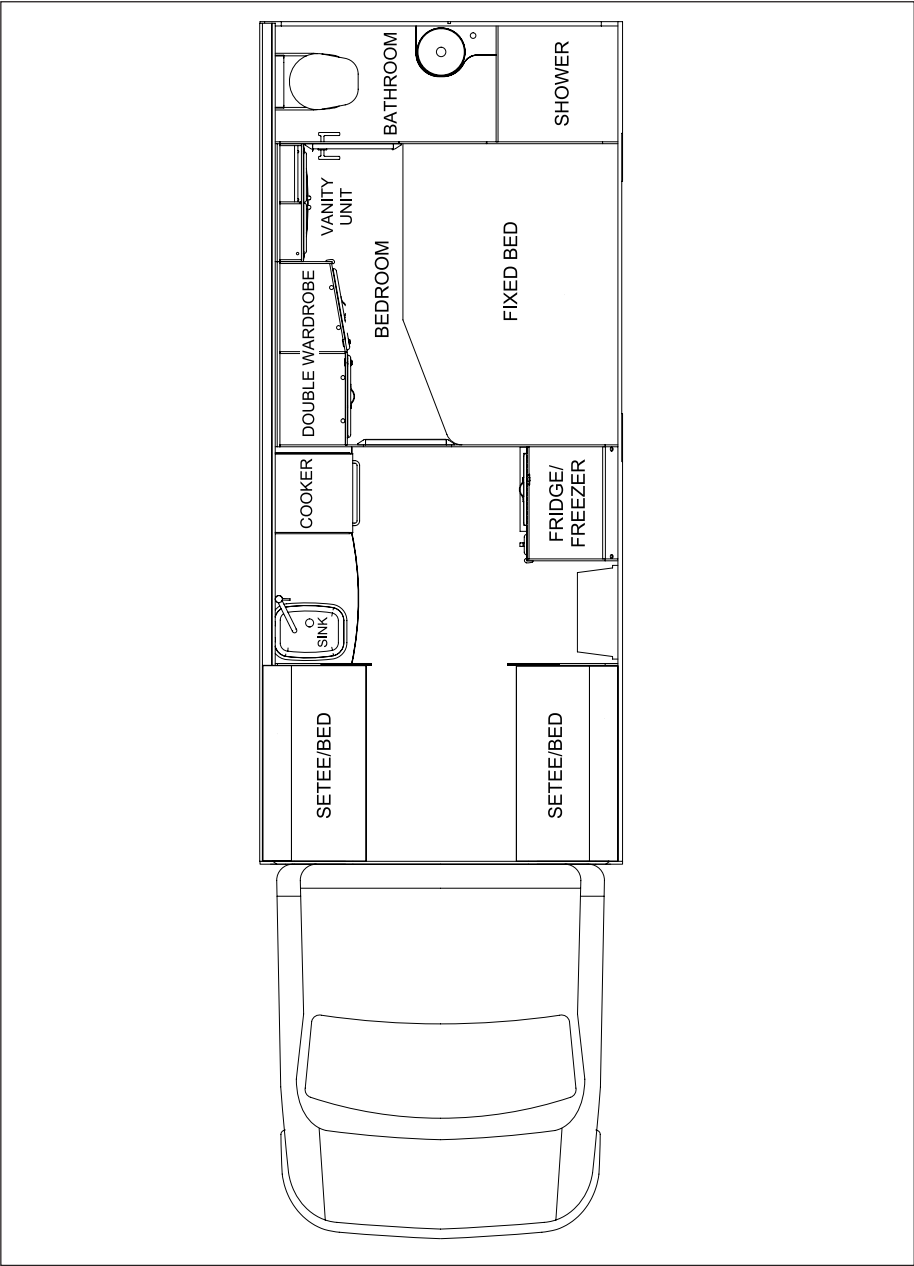 BATHROOM
SHOWER
VANITY
UNIT
DOUBLE WARDROBE
BEDROOM
FIXED BED
COOKER
FRIDGE/
FREEZER
SINK
SETEE/BED
SETEE/BED